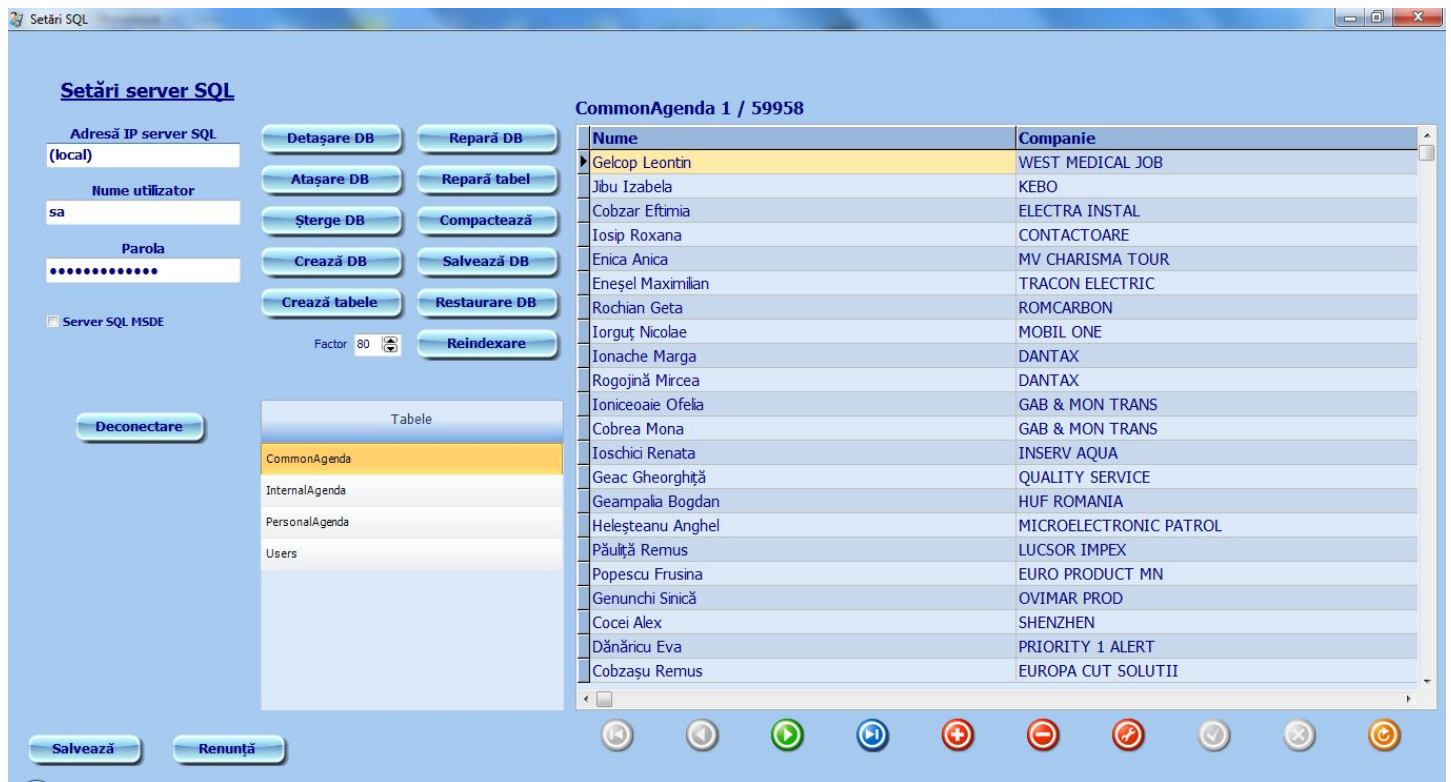 Setări SQL
Setări server SQL
Adresă IP server SQL
(local)
Nume utilizator
sa
Parola
•••••••••••••
Server SQL MSDE
Deconectare
Detașare DB
Repară DB
Atașare DB
Repară tabel
Șterge DB
Compactează
Crează DB
Salvează DB
Crează tabele
Restaurare DB
Factor 80
Reindexare
Tabele
CommonAgenda
InternalAgenda
PersonalAgenda
Users
CommonAgenda 1 / 59958
Nume Companie
Gelcop Leontin WEST MEDICAL JOB
Jibu Izabela KEBO
Cobzar Eftimia ELECTRA INSTAL
Iosip Roxana CONTACTOARE
Enica Anica MV CHARISMA TOUR
Eneșel Maximilian TRACON ELECTRIC
Rochian Geta ROMCARBON
Iorguț Nicolae MOBIL ONE
Ionache Marga DANTAX
Rogojină Mircea DANTAX
Ioniceoaie Ofelia GAB & MON TRANS
Cobrea Mona GAB & MON TRANS
Ioschici Renata INSERV AQUA
Geac Gheorghiță QUALITY SERVICE
Geampalia Bogdan HUF ROMANIA
Heleșteanu Anghel MICROELECTRONIC PATROL
Păuliță Remus LUCSOR IMPEX
Popescu Frusina EURO PRODUCT MN
Genunchi Sinică OVIMAR PROD
Cocei Alex SHENZHEN
Dănăricu Eva PRIORITY 1 ALERT
Cobzașu Remus EUROPA CUT SOLUTII
Salvează
Renunță